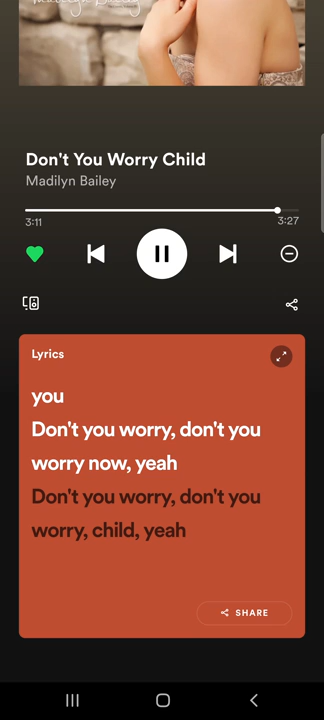 Don't You Worry Child
Madilyn Bailey
3:11
3:27
Lyrics
you
Don't you worry, don't you
worry now, yeah
Don't you worry, don't you
worry, child, yeah
SHARE